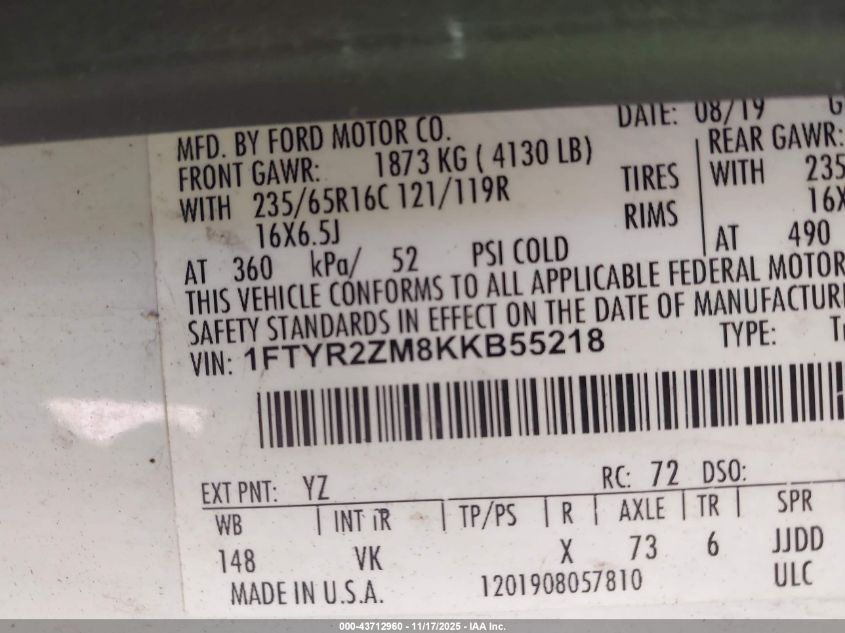 DATE: 08/19 G
MFD. BY FORD MOTOR CO.
FRONT GAWR: 1873 KG ( 4130 LB) REAR GAWR:
WITH 235/65R16C 121/119R TIRES WITH 235
16X6.5J RIMS 16X
AT 360 kPa/ 52 PSI COLD AT 490
THIS VEHICLE CONFORMS TO ALL APPLICABLE FEDERAL MOTOR
SAFETY STANDARDS IN EFFECT ON THE DATE OF MANUFACTURE
VIN: 1FTYR2ZM8KKB55218 TYPE: Tr
EXT PNT: YZ RC: 72 DSO:
WB | INT TR | TP/PS | R | AXLE | TR | SPR
148 VK X 73 6 JJDD
MADE IN U.S.A. 1201908057810 ULC
000-43712960 - 11/17/2025 - IAA Inc.